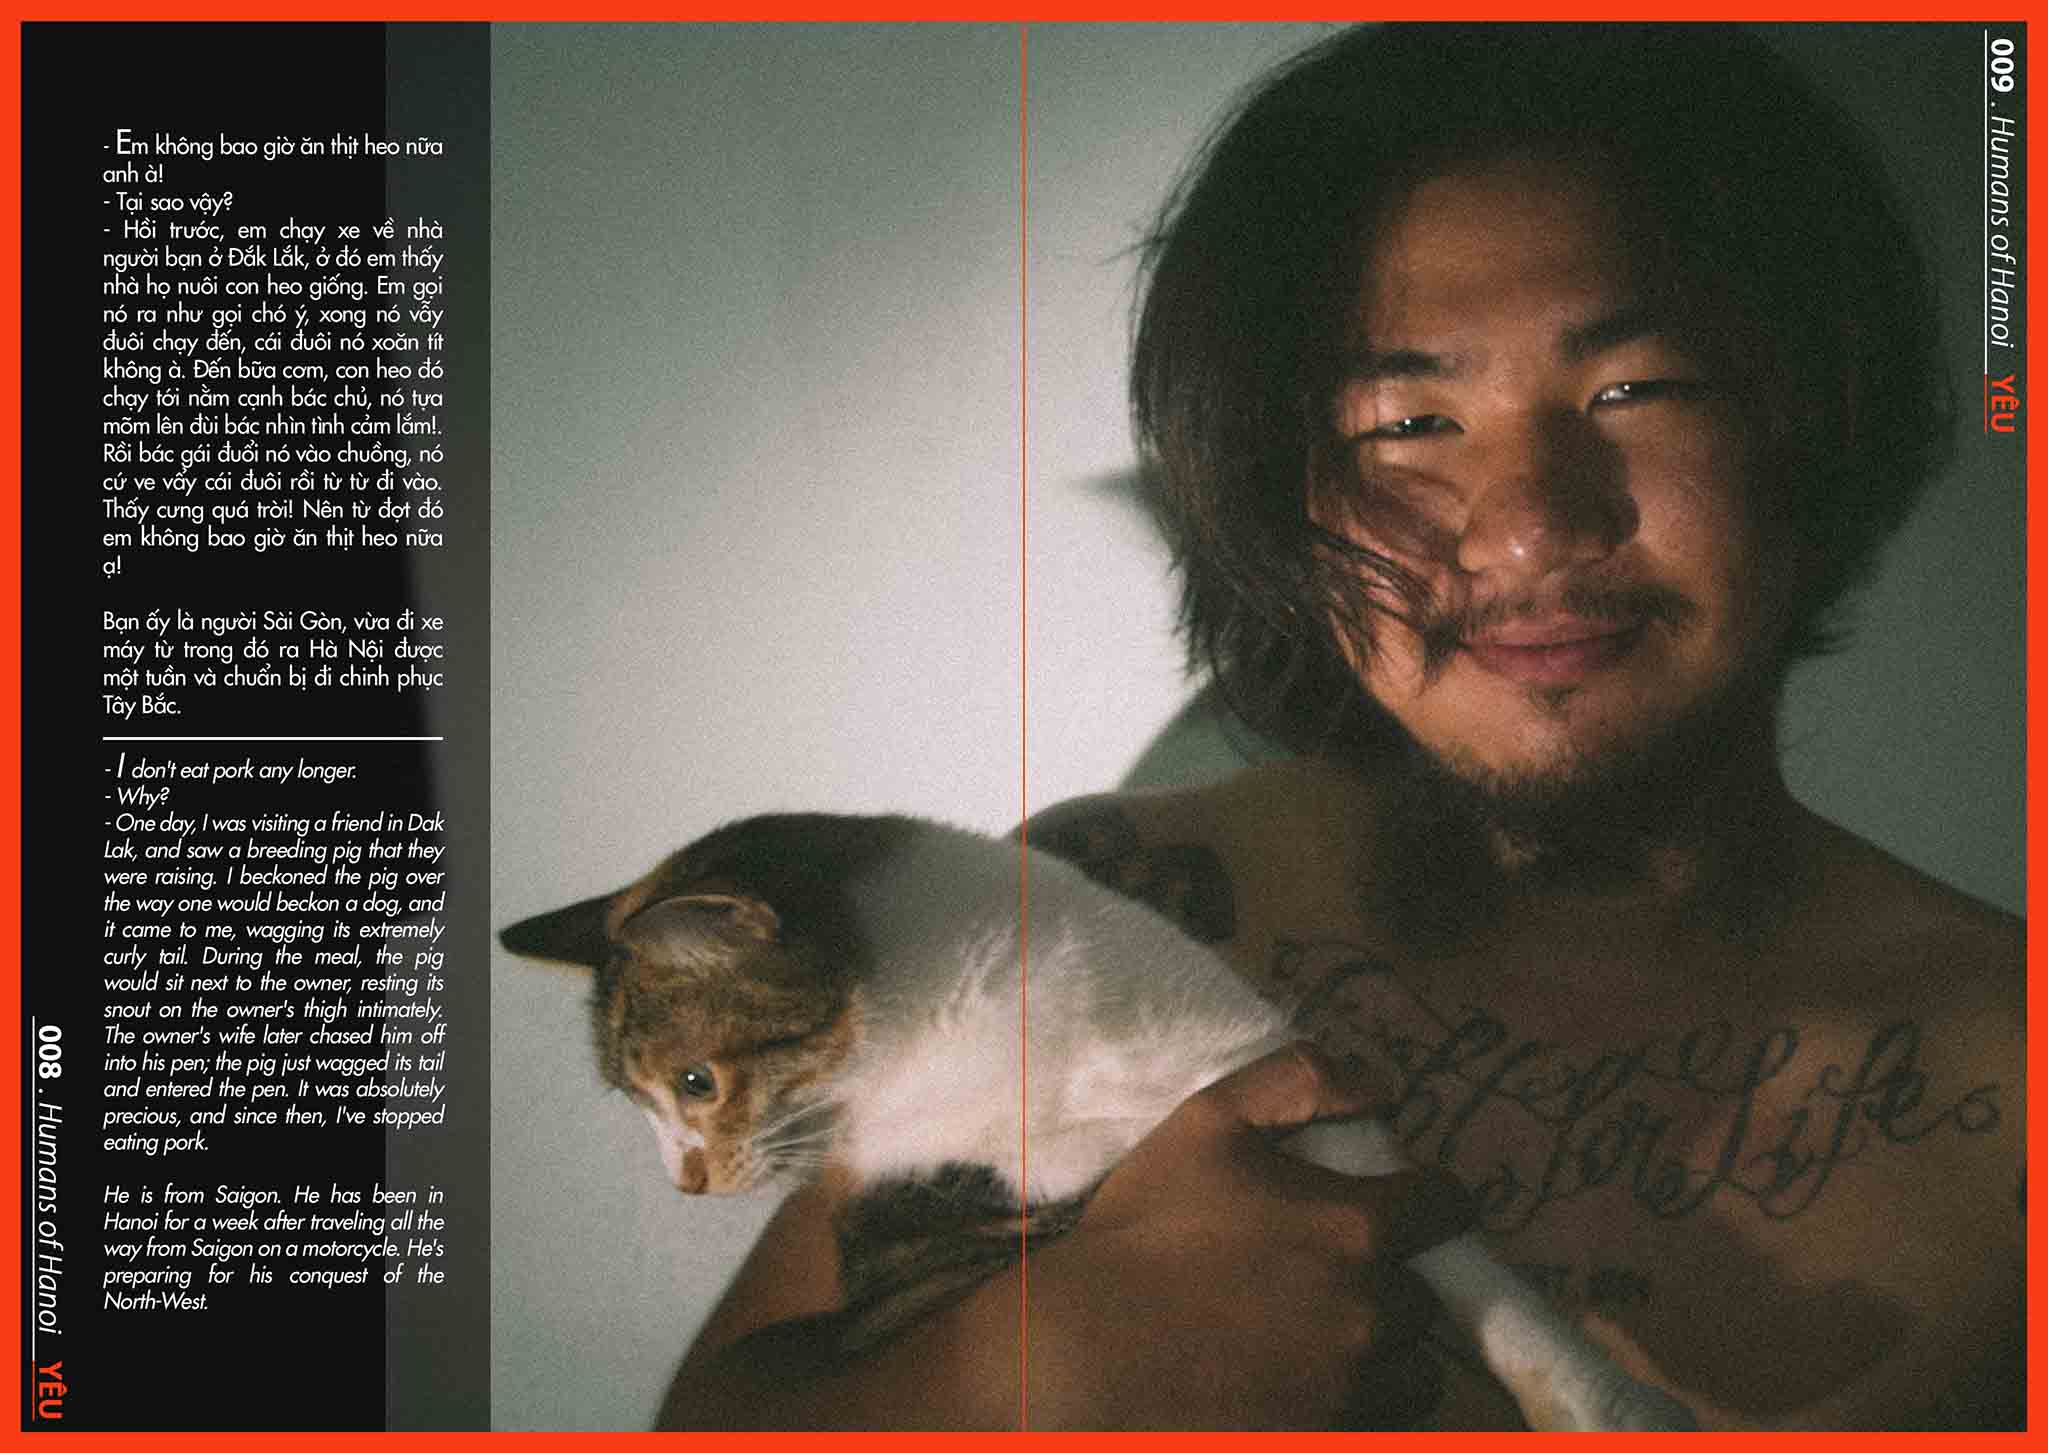 - Em không bao giờ ăn thịt heo nữa
anh à!
- Tại sao vậy?
- Hồi trước, em chạy xe về nhà
người bạn ở Đắk Lắk, ở đó em thấy
nhà họ nuôi con heo giống. Em gọi
nó ra như gọi chó ý, xong nó vẫy
đuôi chạy đến, cái đuôi nó xoăn tít
không à. Đến bữa cơm, con heo đó
chạy tới nằm cạnh bác chủ, nó tựa
mõm lên đùi bác nhìn tình cảm lắm!.
Rồi bác gái đuổi nó vào chuồng, nó
cứ ve vẩy cái đuôi rồi từ từ đi vào.
Thấy cưng quá trời! Nên từ đợt đó
em không bao giờ ăn thịt heo nữa
ạ!
Bạn ấy là người Sài Gòn, vừa đi xe
máy từ trong đó ra Hà Nội được
một tuần và chuẩn bị đi chinh phục
Tây Bắc.
- I don't eat pork any longer.
- Why?
- One day, I was visiting a friend in Dak
Lak, and saw a breeding pig that they
were raising. I beckoned the pig over
the way one would beckon a dog, and
it came to me, wagging its extremely
curly tail. During the meal, the pig
would sit next to the owner, resting its
snout on the owner's thigh intimately.
The owner's wife later chased him off
into his pen; the pig just wagged its tail
and entered the pen. It was absolutely
precious, and since then, I've stopped
eating pork.
He is from Saigon. He has been in
Hanoi for a week after traveling all the
way from Saigon on a motorcycle. He's
preparing for his conquest of the
North-West.
008 . Humans of Hanoi YÊU
009 . Humans of Hanoi YÊU
for Life